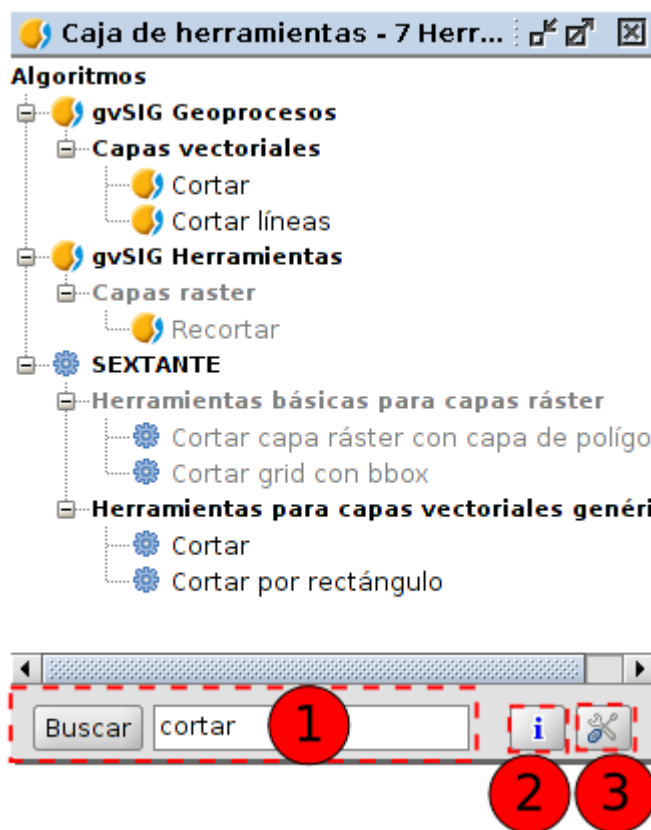 Caja de herramientas - 7 Herr...
Algoritmos
gvSIG Geoprocesos
Capas vectoriales
Cortar
Cortar líneas
gvSIG Herramientas
Capas raster
Recortar
SEXTANTE
Herramientas básicas para capas ráster
Cortar capa ráster con capa de polígo
Cortar grid con bbox
Herramientas para capas vectoriales genéri
Cortar
Cortar por rectángulo
Buscar cortar 1 i
2 3